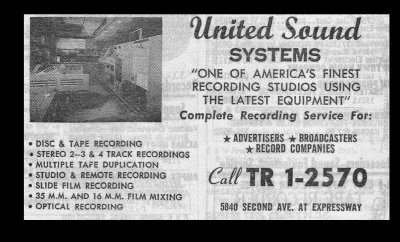 United Sound
SYSTEMS
"ONE OF AMERICA'S FINEST
RECORDING STUDIOS USING
THE LATEST EQUIPMENT"
Complete Recording Service For:
★ ADVERTISERS ★ BROADCASTERS
★ RECORD COMPANIES
• DISC & TAPE RECORDING
• STEREO 2–3 & 4 TRACK RECORDINGS
• MULTIPLE TAPE DUPLICATION
• STUDIO & REMOTE RECORDING
• SLIDE FILM RECORDING
• 35 M.M. AND 16 M.M. FILM MIXING
• OPTICAL RECORDING
Call TR 1-2570
5840 SECOND AVE. AT EXPRESSWAY